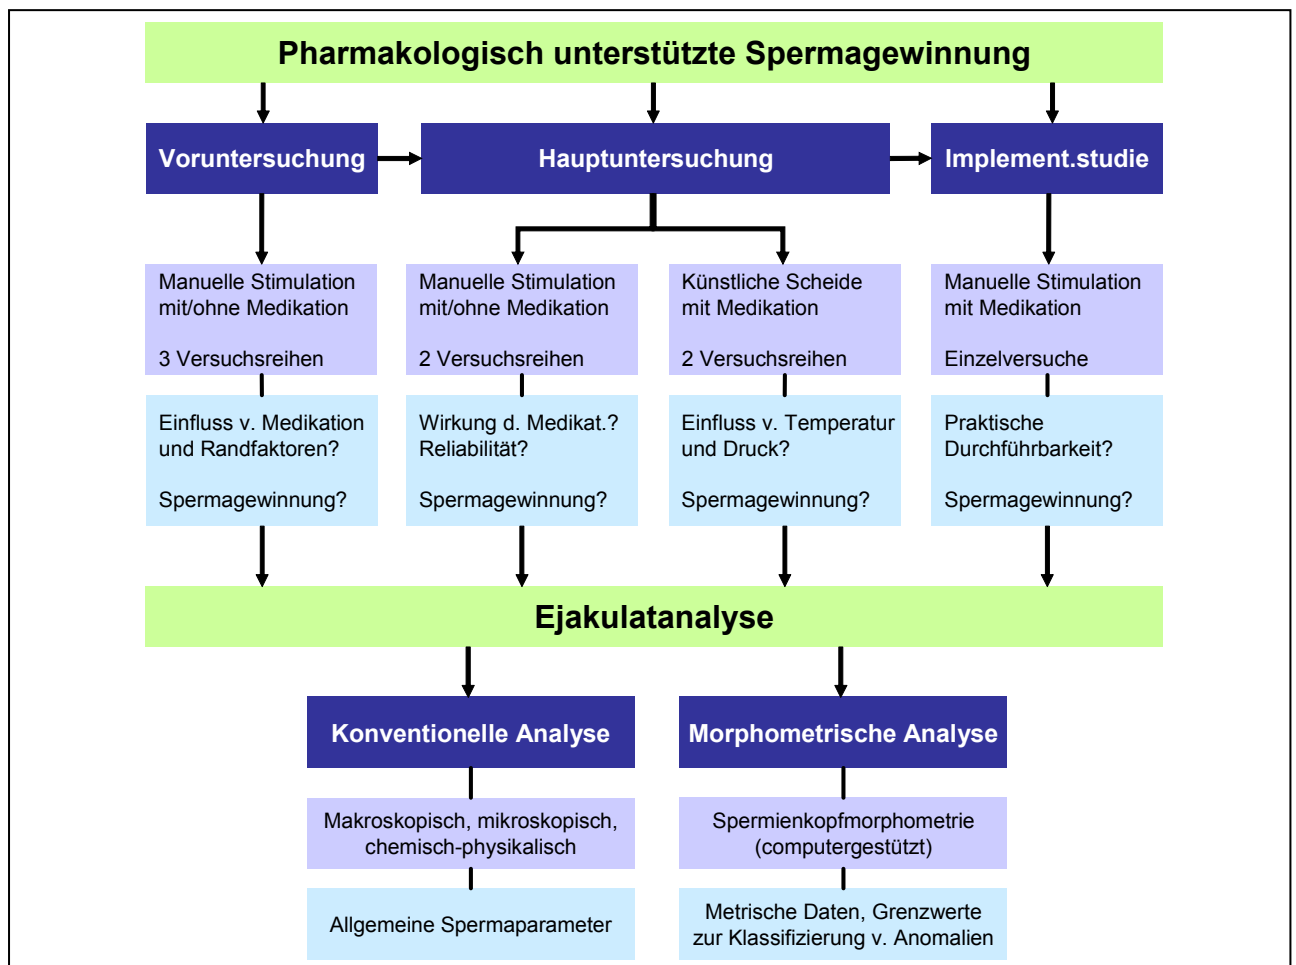 Pharmakologisch unterstützte Spermagewinnung
Voruntersuchung
Hauptuntersuchung
Implement.studie
Manuelle Stimulation
mit/ohne Medikation
3 Versuchsreihen
Manuelle Stimulation
mit/ohne Medikation
2 Versuchsreihen
Künstliche Scheide
mit Medikation
2 Versuchsreihen
Manuelle Stimulation
mit Medikation
Einzelversuche
Einfluss v. Medikation
und Randfaktoren?
Spermagewinnung?
Wirkung d. Medikat.?
Reliabilität?
Spermagewinnung?
Einfluss v. Temperatur
und Druck?
Spermagewinnung?
Praktische
Durchführbarkeit?
Spermagewinnung?
Ejakulatanalyse
Konventionelle Analyse
Morphometrische Analyse
Makroskopisch, mikroskopisch,
chemisch-physikalisch
Spermienkopfmorphometrie
(computergestützt)
Allgemeine Spermaparameter
Metrische Daten, Grenzwerte
zur Klassifizierung v. Anomalien